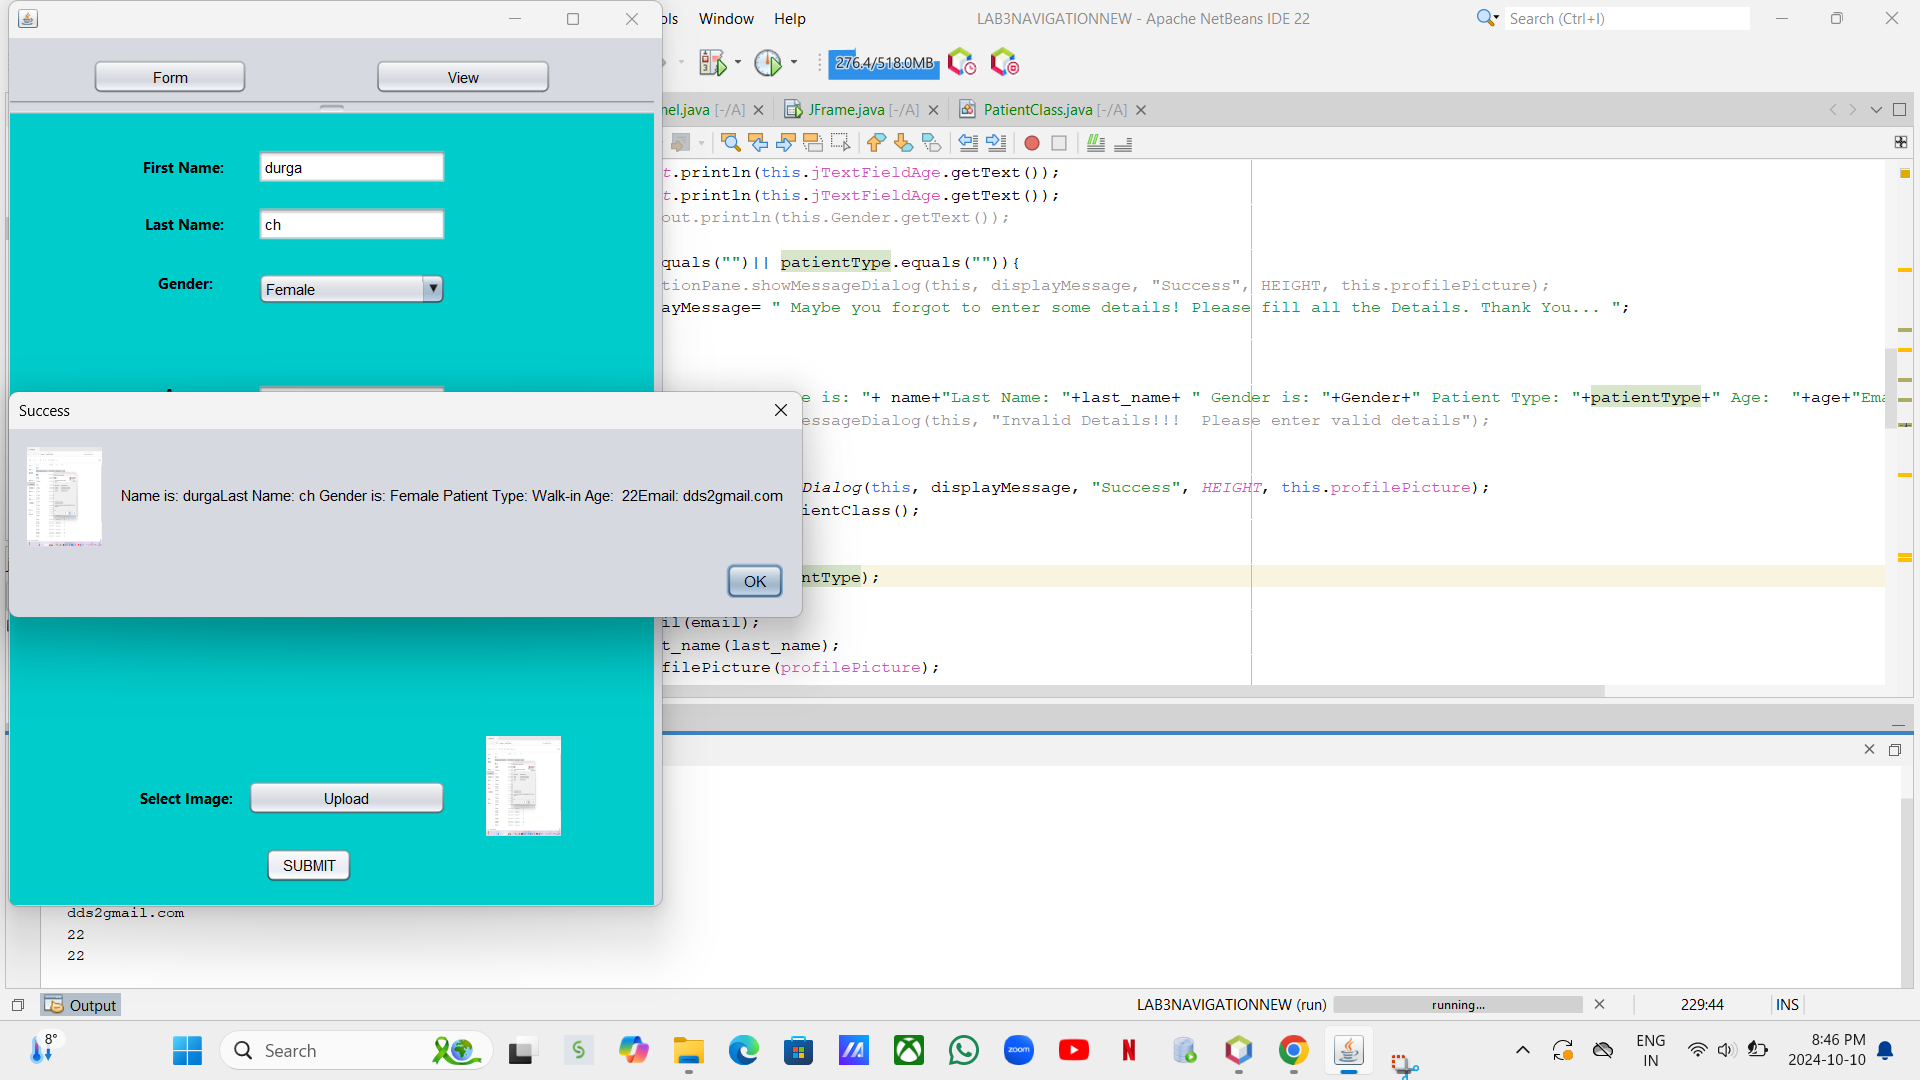 ols Window Help
LAB3NAVIGATIONNEW - Apache NetBeans IDE 22
Search (Ctrl+I)
Form
View
276.4/518.0MB
nel.java [-/A]
JFrame.java [-/A]
PatientClass.java [-/A]
First Name:
durga
Last Name:
ch
Gender:
Female
t.println(this.jTextFieldAge.getText());
t.println(this.jTextFieldAge.getText());
out.println(this.Gender.getText());
quals("")|| patientType.equals("")){
tionPane.showMessageDialog(this, displayMessage, "Success", HEIGHT, this.profilePicture);
ayMessage= " Maybe you forgot to enter some details! Please fill all the Details. Thank You... ";
e is: "+ name+"Last Name: "+last_name+ " Gender is: "+Gender+" Patient Type: "+patientType+" Age:  "+age+"Ema
essageDialog(this, "Invalid Details!!!  Please enter valid details");
Dialog(this, displayMessage, "Success", HEIGHT, this.profilePicture);
ientClass();
ntType);
il(email);
t_name(last_name);
filePicture(profilePicture);
Success
Name is: durgaLast Name: ch Gender is: Female Patient Type: Walk-in Age:  22Email: dds2gmail.com
OK
Select Image:
Upload
SUBMIT
dds2gmail.com
22
22
Output
LAB3NAVIGATIONNEW (run)
running...
229:44
INS
8°
Search
zoom
ENG
IN
8:46 PM
2024-10-10